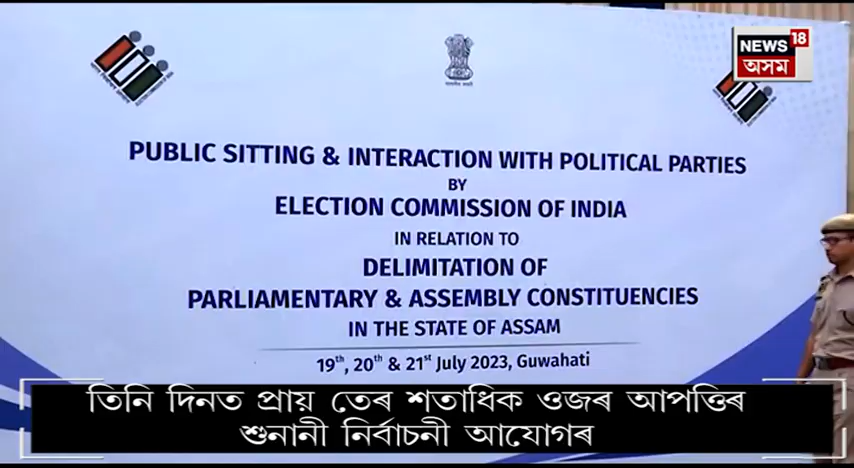 NEWS 18
অসম
PUBLIC SITTING & INTERACTION WITH POLITICAL PARTIES
BY
ELECTION COMMISSION OF INDIA
IN RELATION TO
DELIMITATION OF
PARLIAMENTARY & ASSEMBLY CONSTITUENCIES
IN THE STATE OF ASSAM
19th, 20th & 21st July 2023, Guwahati
তিনি দিনত প্ৰায় তেৰ শতাধিক ওজৰ আপত্তিৰ
শুনানী নিৰ্বাচনী আযোগৰ